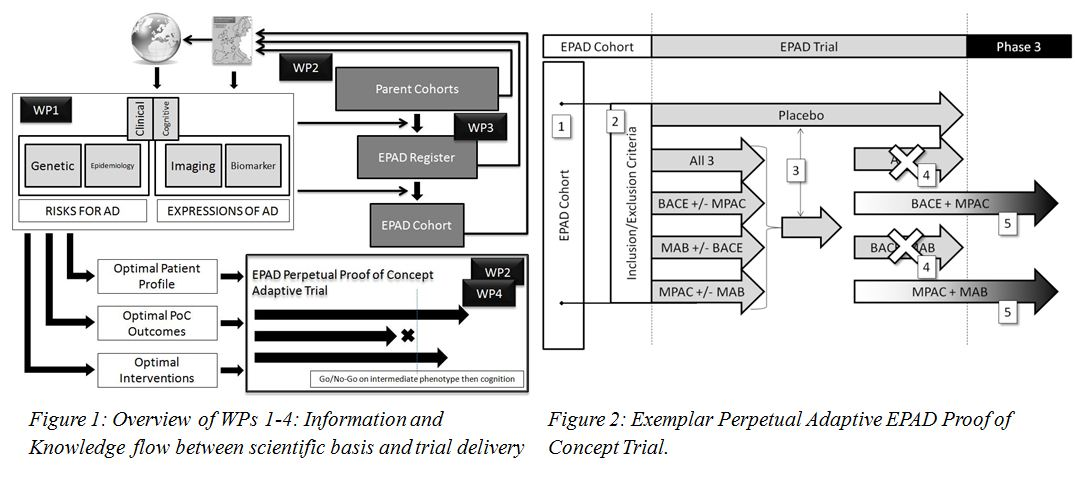 WP2
Parent Cohorts
WP1
Clinical
Cognitive
WP3
Genetic
Epidemiology
Imaging
Biomarker
EPAD Register
RISKS FOR AD
EXPRESSIONS OF AD
EPAD Cohort
Optimal Patient
Profile
EPAD Perpetual Proof of Concept
Adaptive Trial
WP2
WP4
Optimal PoC
Outcomes
Optimal
Interventions
Go/No-Go on intermediate phenotype then cognition
Figure 1: Overview of WPs 1-4: Information and
Knowledge flow between scientific basis and trial delivery
EPAD Cohort
EPAD Trial
Phase 3
1
EPAD Cohort
2
Inclusion/Exclusion Criteria
Placebo
All 3
3
4
BACE +/- MPAC
BACE + MPAC
5
MAB +/- BACE
4
MPAC +/- MAB
MPAC + MAB
5
Figure 2: Exemplar Perpetual Adaptive EPAD Proof of
Concept Trial.